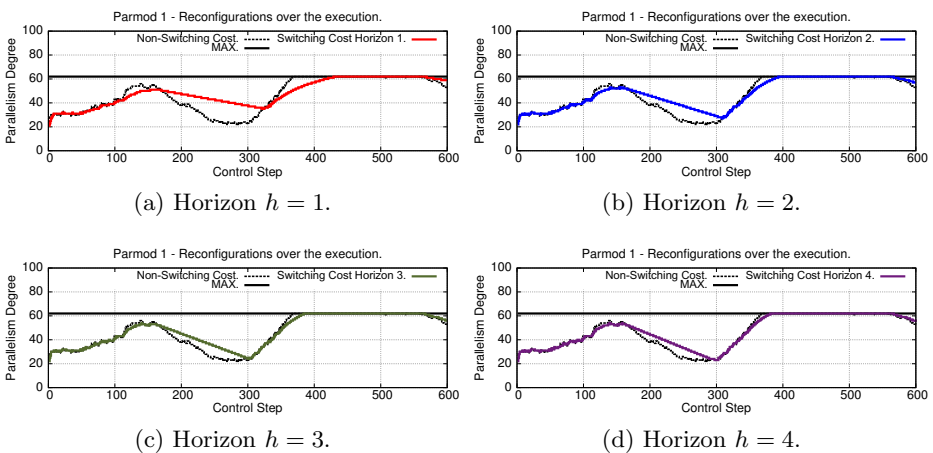 Parmod 1 - Reconfigurations over the execution.
Non-Switching Cost. Switching Cost Horizon 1.
MAX.
Parallelism Degree
100
80
60
40
20
0
0 100 200 300 400 500 600
Control Step
(a) Horizon h = 1.
Parmod 1 - Reconfigurations over the execution.
Non-Switching Cost. Switching Cost Horizon 2.
MAX.
Parallelism Degree
100
80
60
40
20
0
0 100 200 300 400 500 600
Control Step
(b) Horizon h = 2.
Parmod 1 - Reconfigurations over the execution.
Non-Switching Cost. Switching Cost Horizon 3.
MAX.
Parallelism Degree
100
80
60
40
20
0
0 100 200 300 400 500 600
Control Step
(c) Horizon h = 3.
Parmod 1 - Reconfigurations over the execution.
Non-Switching Cost. Switching Cost Horizon 4.
MAX.
Parallelism Degree
100
80
60
40
20
0
0 100 200 300 400 500 600
Control Step
(d) Horizon h = 4.